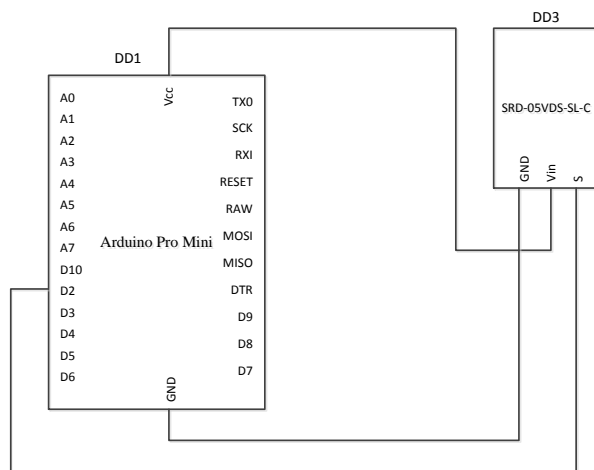 DD1
Vcc
A0
A1
A2
A3
A4
A5
A6
A7
D10
D2
D3
D4
D5
D6
Arduino Pro Mini
TX0
SCK
RXI
RESET
RAW
MOSI
MISO
DTR
D9
D8
D7
GND
DD3
SRD-05VDS-SL-C
GND
Vin
S